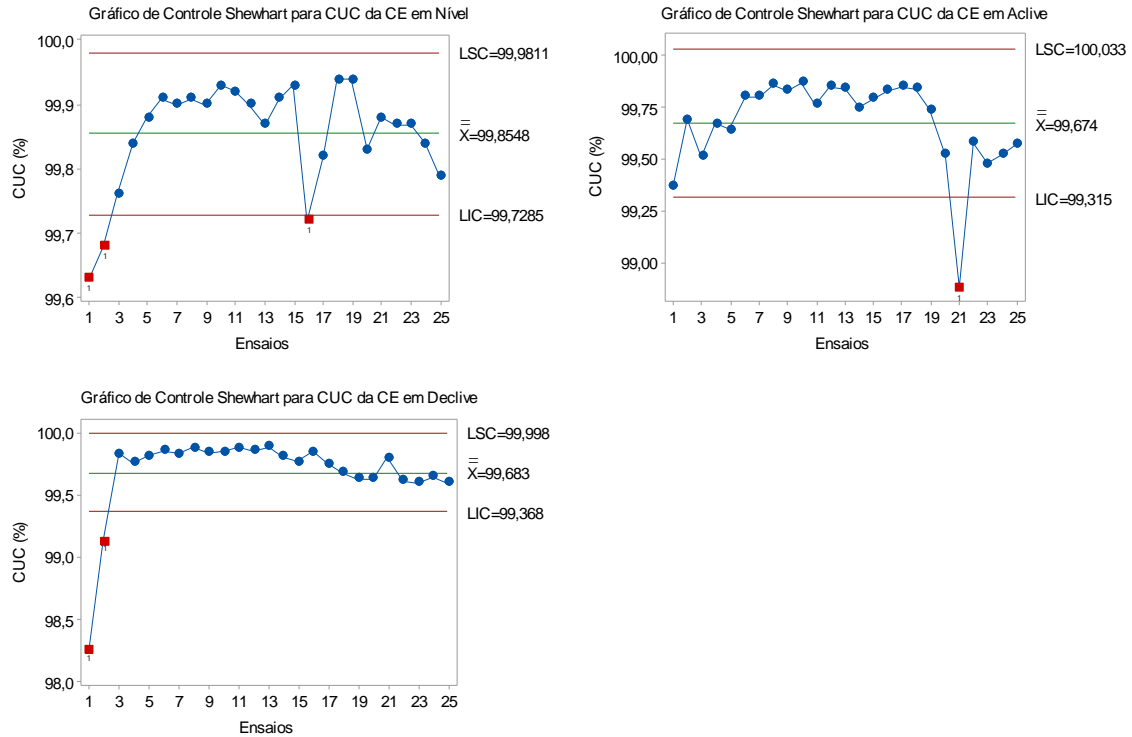 Gráfico de Controle Shewhart para CUC da CE em Nível
100,0
99,9
99,8
99,7
99,6
CUC (%)
LSC=99,9811
X=99,8548
LIC=99,7285
1
1
1
1 3 5 7 9 11 13 15 17 19 21 23 25
Ensaios
Gráfico de Controle Shewhart para CUC da CE em Aclive
100,00
99,75
99,50
99,25
99,00
CUC (%)
LSC=100,033
X=99,674
LIC=99,315
1
1 3 5 7 9 11 13 15 17 19 21 23 25
Ensaios
Gráfico de Controle Shewhart para CUC da CE em Declive
100,0
99,5
99,0
98,5
98,0
CUC (%)
LSC=99,998
X=99,683
LIC=99,368
1
1
1 3 5 7 9 11 13 15 17 19 21 23 25
Ensaios